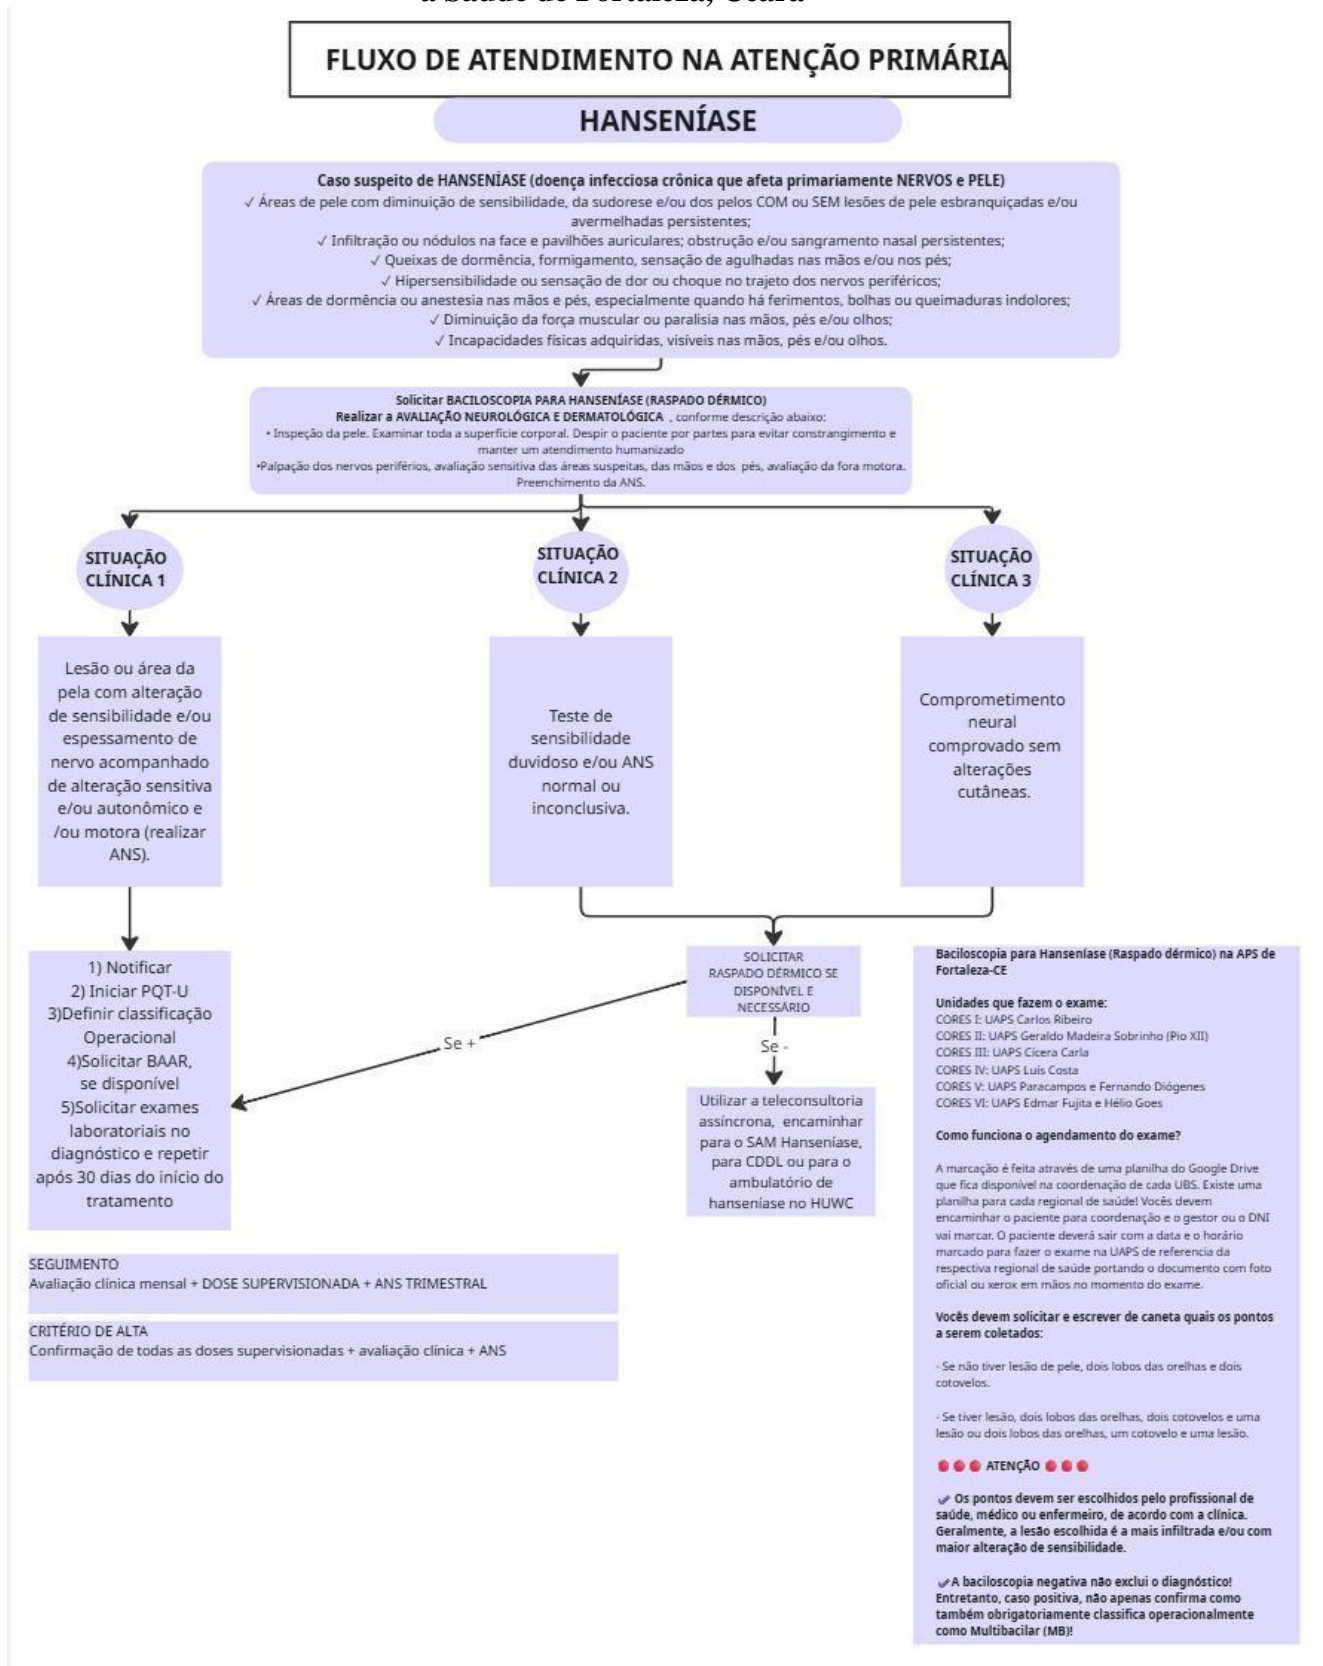 a Saúde de Fortaleza, Ceará
FLUXO DE ATENDIMENTO NA ATENÇÃO PRIMÁRIA
HANSENÍASE
Caso suspeito de HANSENÍASE (doença infecciosa crônica que afeta primariamente NERVOS e PELE)
✓ Áreas de pele com diminuição de sensibilidade, da sudorese e/ou dos pelos COM ou SEM lesões de pele esbranquiçadas e/ou
avermelhadas persistentes;
✓ Infiltração ou nódulos na face e pavilhões auriculares; obstrução e/ou sangramento nasal persistentes;
✓ Queixas de dormência, formigamento, sensação de agulhadas nas mãos e/ou nos pés;
✓ Hipersensibilidade ou sensação de dor ou choque no trajeto dos nervos periféricos;
✓ Áreas de dormência ou anestesia nas mãos e pés, especialmente quando há ferimentos, bolhas ou queimaduras indolores;
✓ Diminuição da força muscular ou paralisia nas mãos, pés e/ou olhos;
✓ Incapacidades físicas adquiridas, visíveis nas mãos, pés e/ou olhos.
Solicitar BACILOSCOPIA PARA HANSENÍASE (RASPADO DÉRMICO)
Realizar a AVALIAÇÃO NEUROLÓGICA E DERMATOLÓGICA , conforme descrição abaixo:
• Inspeção da pele. Examinar toda a superfície corporal. Despir o paciente por partes para evitar constrangimento e
manter um atendimento humanizado
•Palpação dos nervos periférios, avaliação sensitiva das áreas suspeitas, das mãos e dos pés, avaliação da fora motora.
Preenchimento da ANS.
SITUAÇÃO
CLÍNICA 1
SITUAÇÃO
CLÍNICA 2
SITUAÇÃO
CLÍNICA 3
Lesão ou área da
pela com alteração
de sensibilidade e/ou
espessamento de
nervo acompanhado
de alteração sensitiva
e/ou autonômico e
/ou motora (realizar
ANS).
Teste de
sensibilidade
duvidoso e/ou ANS
normal ou
inconclusiva.
Comprometimento
neural
comprovado sem
alterações
cutâneas.
1) Notificar
2) Iniciar PQT-U
3)Definir classificação
Operacional
4)Solicitar BAAR,
se disponível
5)Solicitar exames
laboratoriais no
diagnóstico e repetir
após 30 dias do início do
tratamento
Se +
SOLICITAR
RASPADO DÉRMICO SE
DISPONÍVEL E
NECESSÁRIO
Se -
Utilizar a teleconsultoria
assíncrona, encaminhar
para o SAM Hanseníase,
para CDDL ou para o
ambulatório de
hanseníase no HUWC
SEGUIMENTO
Avaliação clínica mensal + DOSE SUPERVISIONADA + ANS TRIMESTRAL
CRITÉRIO DE ALTA
Confirmação de todas as doses supervisionadas + avaliação clínica + ANS
Baciloscopia para Hanseníase (Raspado dérmico) na APS de
Fortaleza-CE
Unidades que fazem o exame:
CORES I: UAPS Carlos Ribeiro
CORES II: UAPS Geraldo Madeira Sobrinho (Pio XII)
CORES III: UAPS Cícera Carla
CORES IV: UAPS Luís Costa
CORES V: UAPS Paracampos e Fernando Diógenes
CORES VI: UAPS Edmar Fujita e Hélio Goes
Como funciona o agendamento do exame?
A marcação é feita através de uma planilha do Google Drive
que fica disponível na coordenação de cada UBS. Existe uma
planilha para cada regional de saúde! Vocês devem
encaminhar o paciente para coordenação e o gestor ou o DNI
vai marcar. O paciente deverá sair com a data e o horário
marcado para fazer o exame na UAPS de referencia da
respectiva regional de saúde portando o documento com foto
oficial ou xerox em mãos no momento do exame.
Vocês devem solicitar e escrever de caneta quais os pontos
a serem coletados:
- Se não tiver lesão de pele, dois lobos das orelhas e dois
cotovelos.
- Se tiver lesão, dois lobos das orelhas, dois cotovelos e uma
lesão ou dois lobos das orelhas, um cotovelo e uma lesão.
ATENÇÃO
✓ Os pontos devem ser escolhidos pelo profissional de
saúde, médico ou enfermeiro, de acordo com a clínica.
Geralmente, a lesão escolhida é a mais infiltrada e/ou com
maior alteração de sensibilidade.
✓A baciloscopia negativa não exclui o diagnóstico!
Entretanto, caso positiva, não apenas confirma como
também obrigatoriamente classifica operacionalmente
como Multibacilar (MB)!